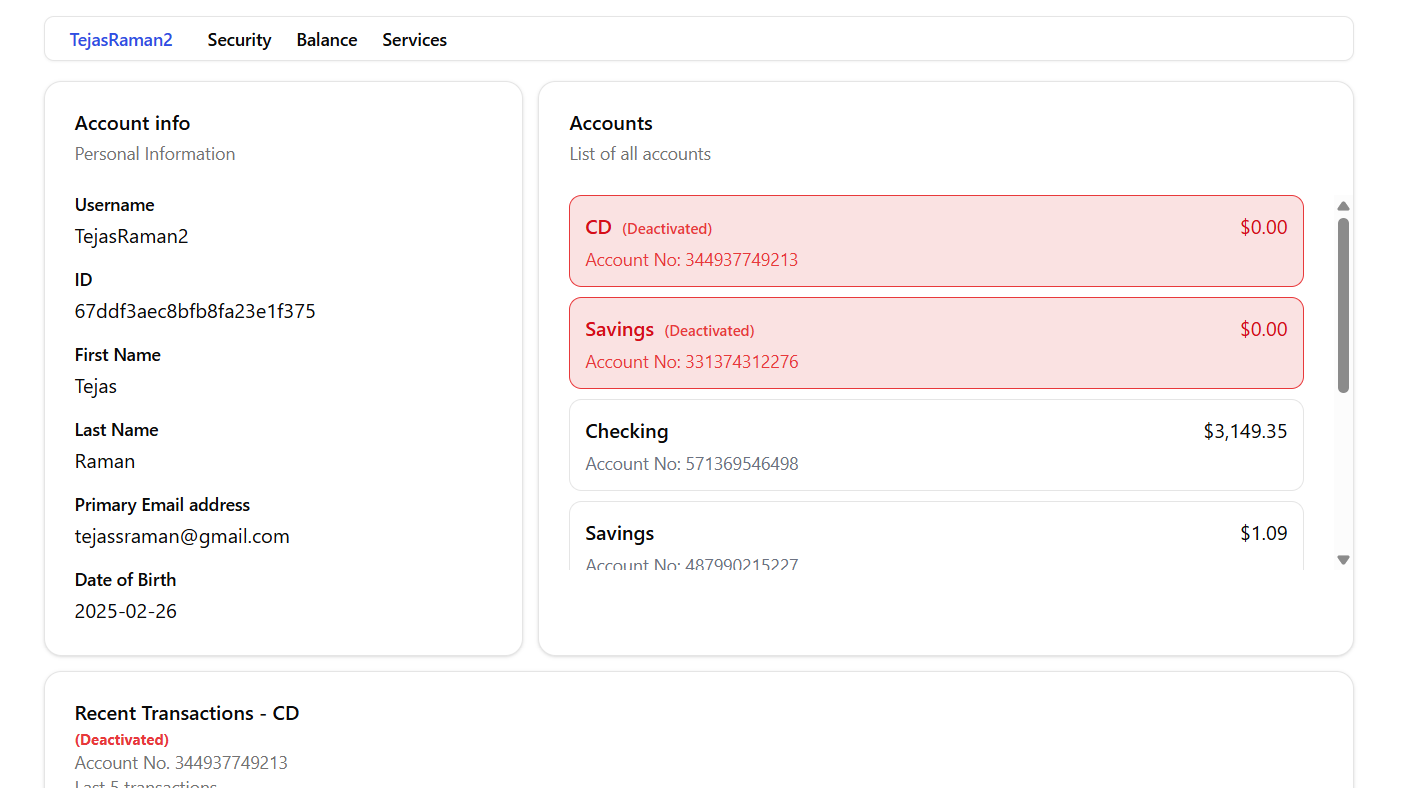 TejasRaman2 Security Balance Services
Account info
Personal Information
Username
TejasRaman2
ID
67ddf3aec8bfb8fa23e1f375
First Name
Tejas
Last Name
Raman
Primary Email address
tejassraman@gmail.com
Date of Birth
2025-02-26
Accounts
List of all accounts
CD (Deactivated) $0.00
Account No: 344937749213
Savings (Deactivated) $0.00
Account No: 331374312276
Checking $3,149.35
Account No: 571369546498
Savings $1.09
Account No: 487990215227
Recent Transactions - CD
(Deactivated)
Account No. 344937749213
Last 5 transactions